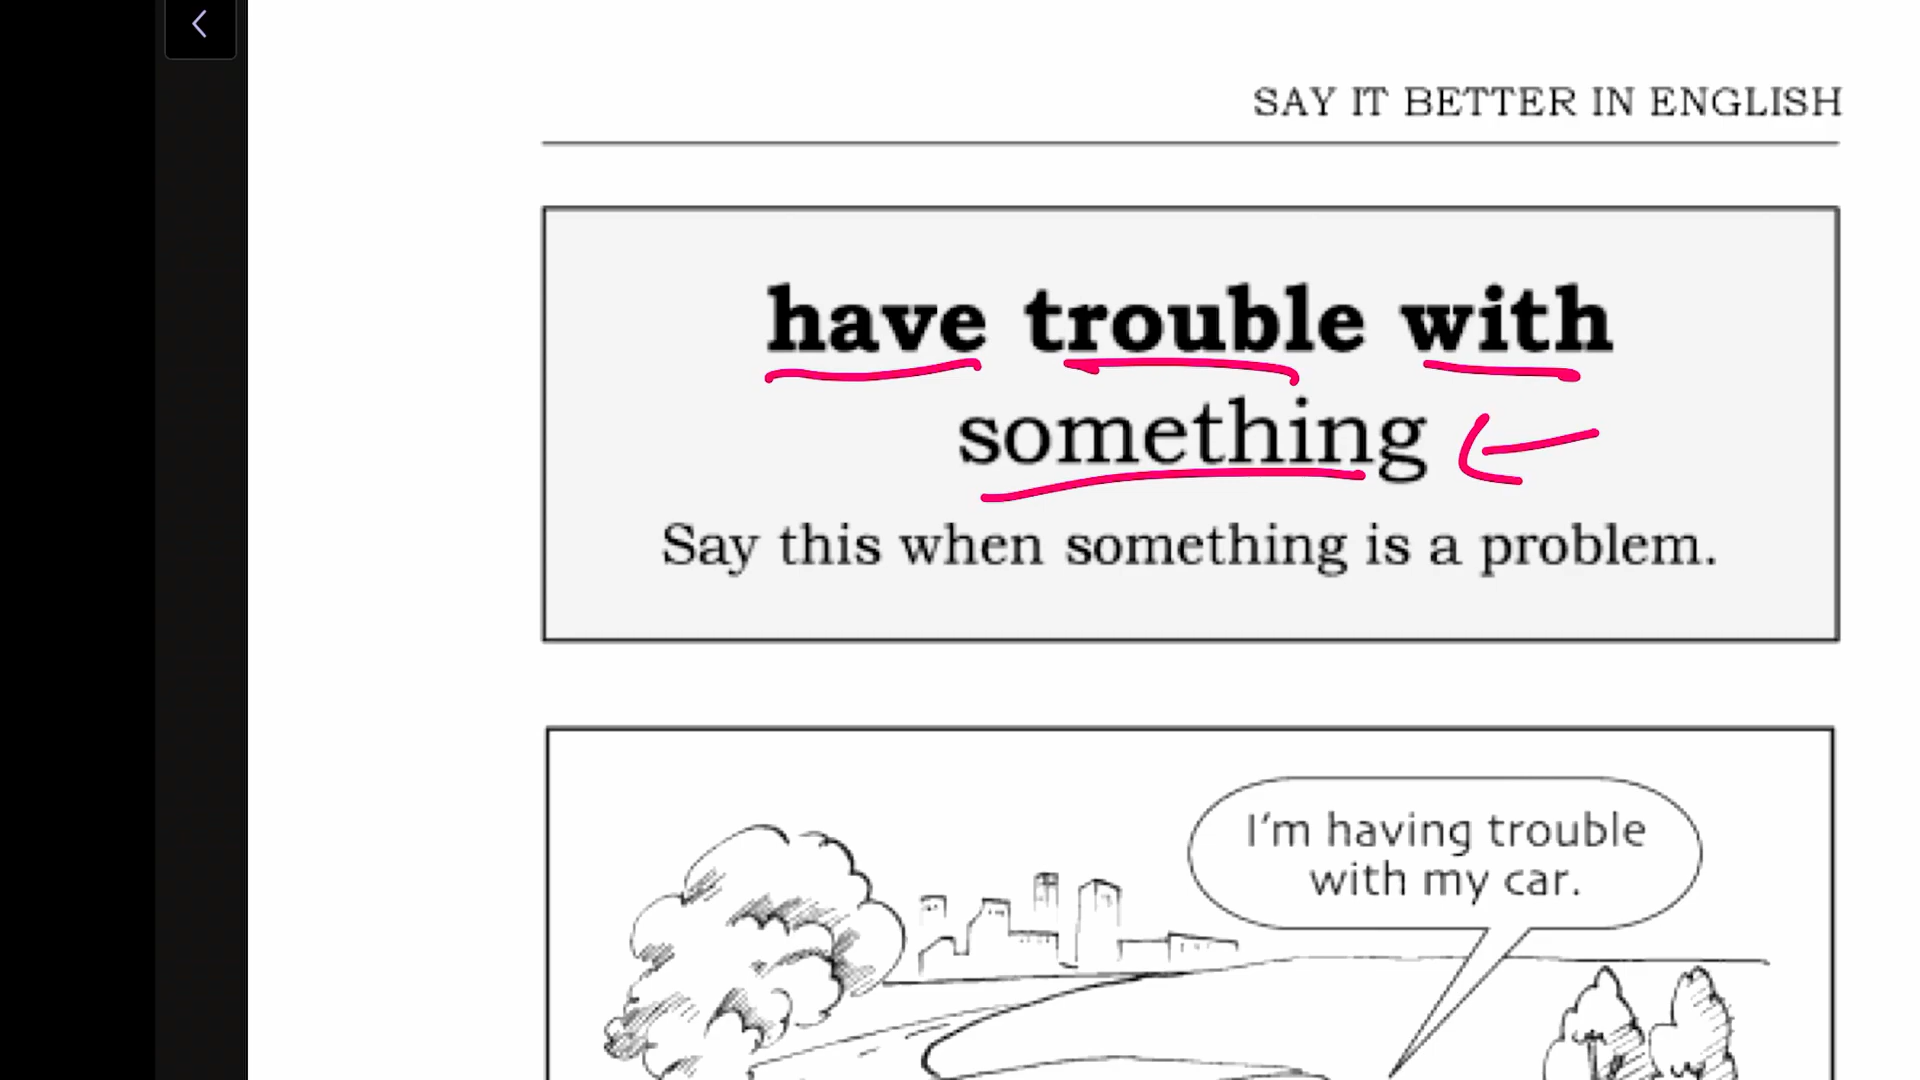 SAY IT BETTER IN ENGLISH
have trouble with
something
Say this when something is a problem.
I'm having trouble
with my car.